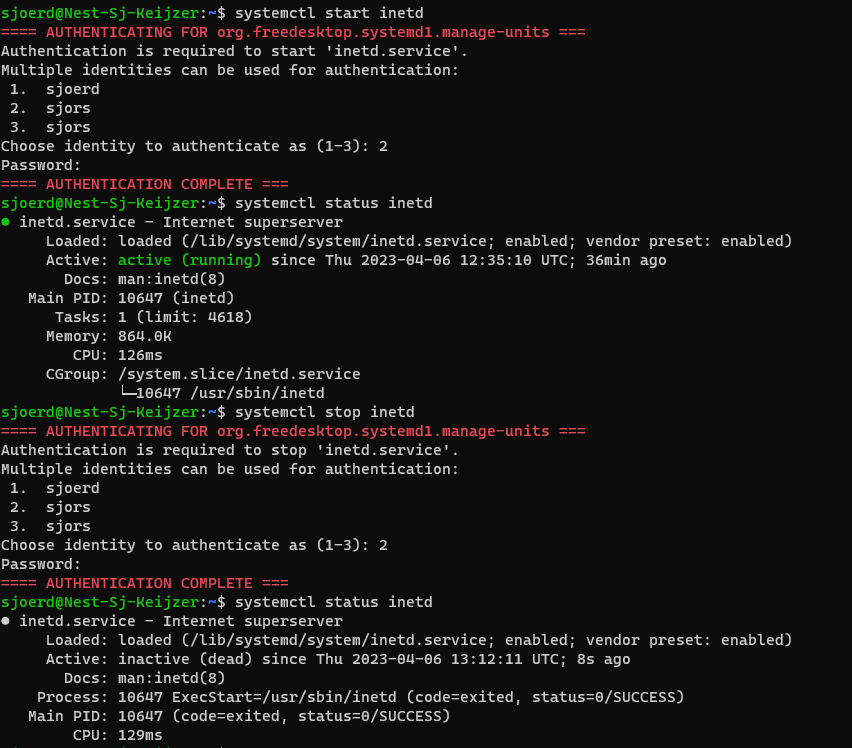 sjoerd@Nest-Sj-Keijzer:~$ systemctl start inetd
==== AUTHENTICATING FOR org.freedesktop.systemd1.manage-units ===
Authentication is required to start 'inetd.service'.
Multiple identities can be used for authentication:
 1.  sjoerd
 2.  sjors
 3.  sjors
Choose identity to authenticate as (1-3): 2
Password:
==== AUTHENTICATION COMPLETE ===
sjoerd@Nest-Sj-Keijzer:~$ systemctl status inetd
● inetd.service - Internet superserver
     Loaded: loaded (/lib/systemd/system/inetd.service; enabled; vendor preset: enabled)
     Active: active (running) since Thu 2023-04-06 12:35:10 UTC; 36min ago
       Docs: man:inetd(8)
   Main PID: 10647 (inetd)
      Tasks: 1 (limit: 4618)
     Memory: 864.0K
        CPU: 126ms
     CGroup: /system.slice/inetd.service
             └─10647 /usr/sbin/inetd
sjoerd@Nest-Sj-Keijzer:~$ systemctl stop inetd
==== AUTHENTICATING FOR org.freedesktop.systemd1.manage-units ===
Authentication is required to stop 'inetd.service'.
Multiple identities can be used for authentication:
 1.  sjoerd
 2.  sjors
 3.  sjors
Choose identity to authenticate as (1-3): 2
Password:
==== AUTHENTICATION COMPLETE ===
sjoerd@Nest-Sj-Keijzer:~$ systemctl status inetd
● inetd.service - Internet superserver
     Loaded: loaded (/lib/systemd/system/inetd.service; enabled; vendor preset: enabled)
     Active: inactive (dead) since Thu 2023-04-06 13:12:11 UTC; 8s ago
       Docs: man:inetd(8)
    Process: 10647 ExecStart=/usr/sbin/inetd (code=exited, status=0/SUCCESS)
   Main PID: 10647 (code=exited, status=0/SUCCESS)
        CPU: 129ms